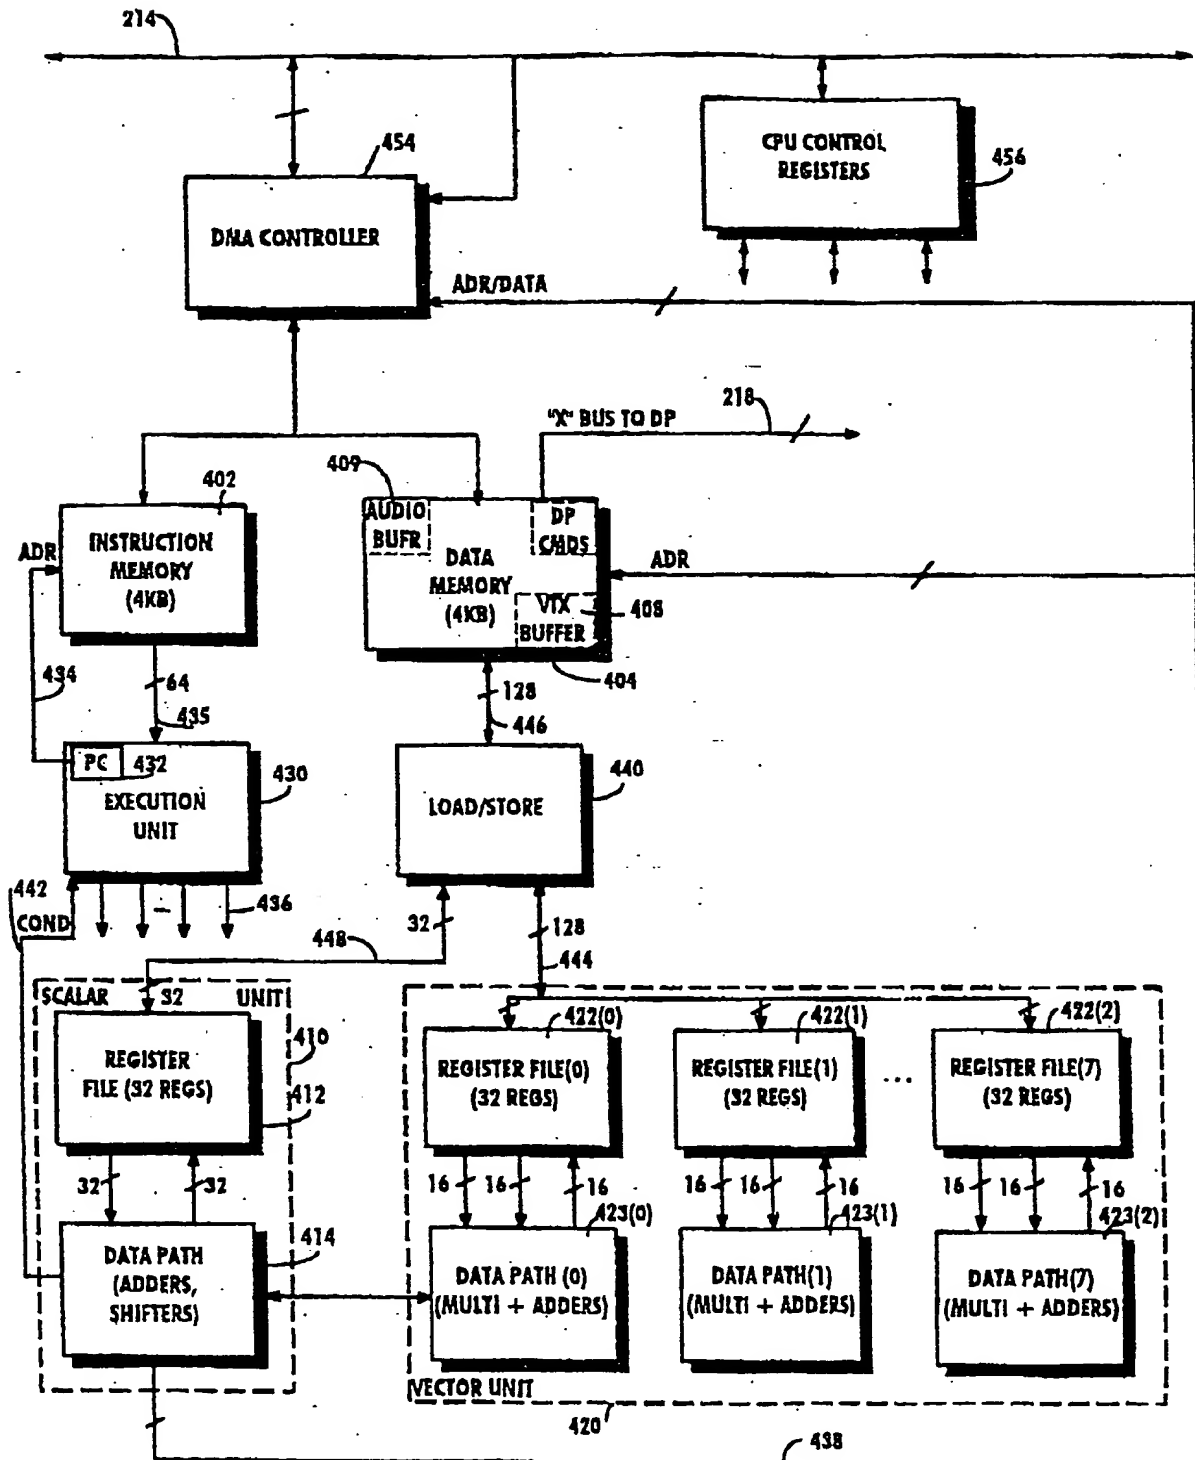 214
454
CPU CONTROL
REGISTERS
456
DMA CONTROLLER
ADR/DATA
"X" BUS TO DP
218
409
402
AUDIO
BUFR
DP
CMDS
ADR
INSTRUCTION
MEMORY
(4KB)
DATA
MEMORY
(4KB)
ADR
VTX
BUFFER
408
404
434
64
435
128
446
PC
432
EXECUTION
UNIT
430
LOAD/STORE
440
442
COND
436
32
128
448
444
SCALAR
32
UNIT
410
REGISTER
FILE (32 REGS)
412
422(0)
REGISTER FILE(0)
(32 REGS)
422(1)
REGISTER FILE(1)
(32 REGS)
...
422(2)
REGISTER FILE(7)
(32 REGS)
32
32
16
16
16
16
16
16
16
16
16
414
DATA PATH
(ADDERS,
SHIFTERS)
423(0)
DATA PATH (0)
(MULTI + ADDERS)
423(1)
DATA PATH(1)
(MULTI + ADDERS)
423(2)
DATA PATH(7)
(MULTI + ADDERS)
VECTOR UNIT
420
438